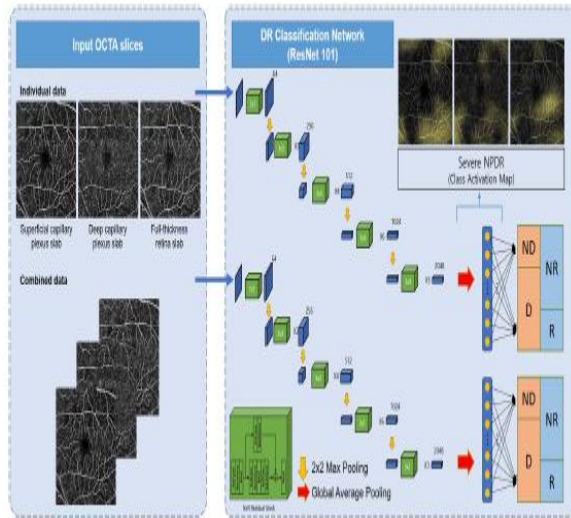 Input OCTA slices
Individual data
Superficial capillary
plexus slab
Deep capillary
plexus slab
Full-thickness
retina slab
Combined data
DR Classification Network
(ResNet 101)
64
256
512
1024
2048
Severe NPDR
(Class Activation Map)
ND
D
NR
R
64
256
512
1024
2048
2x2 Max Pooling
Global Average Pooling
ND
D
NR
R